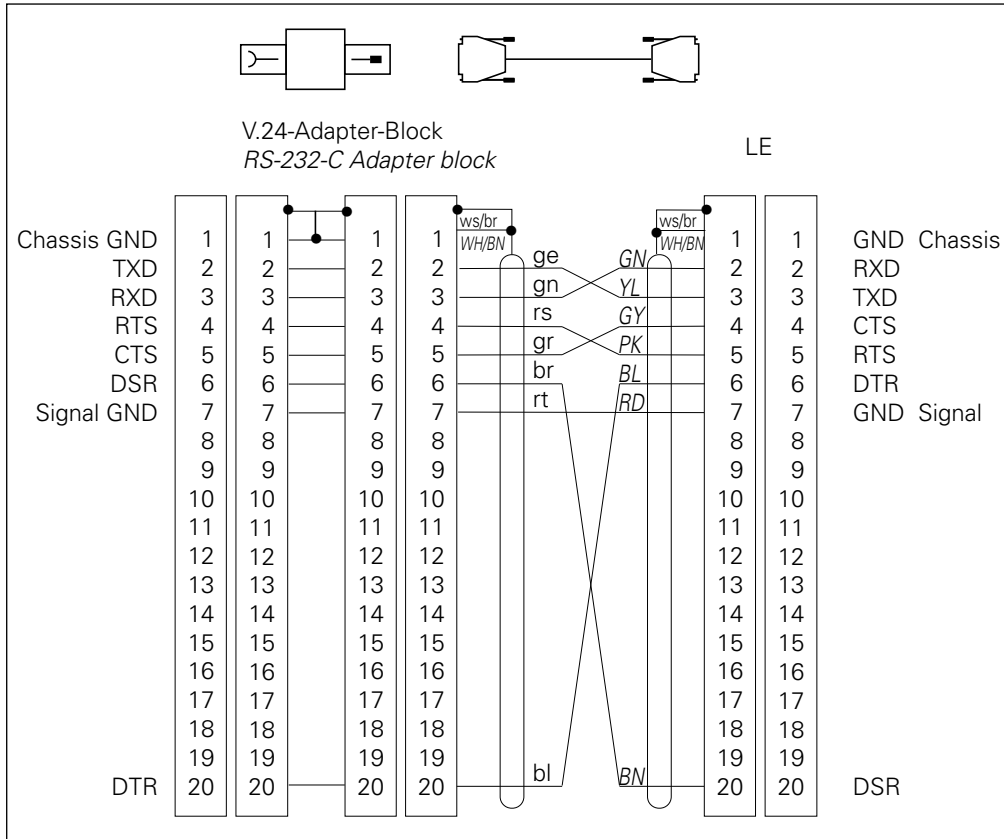 V.24-Adapter-Block
RS-232-C Adapter block
LE
ws/br ws/br
Chassis GND 1 1 1 1 WH/BN WH/BN 1 1 GND Chassis
TXD 2 2 2 2 ge GN 2 2 RXD
RXD 3 3 3 3 gn YL 3 3 TXD
RTS 4 4 4 4 rs GY 4 4 CTS
CTS 5 5 5 5 gr PK 5 5 RTS
DSR 6 6 6 6 br BL 6 6 DTR
Signal GND 7 7 7 7 rt RD 7 7 GND Signal
8 8 8 8 8 8
9 9 9 9 9 9
10 10 10 10 10 10
11 11 11 11 11 11
12 12 12 12 12 12
13 13 13 13 13 13
14 14 14 14 14 14
15 15 15 15 15 15
16 16 16 16 16 16
17 17 17 17 17 17
18 18 18 18 18 18
19 19 19 19 19 19
DTR 20 20 20 20 bl BN 20 20 DSR